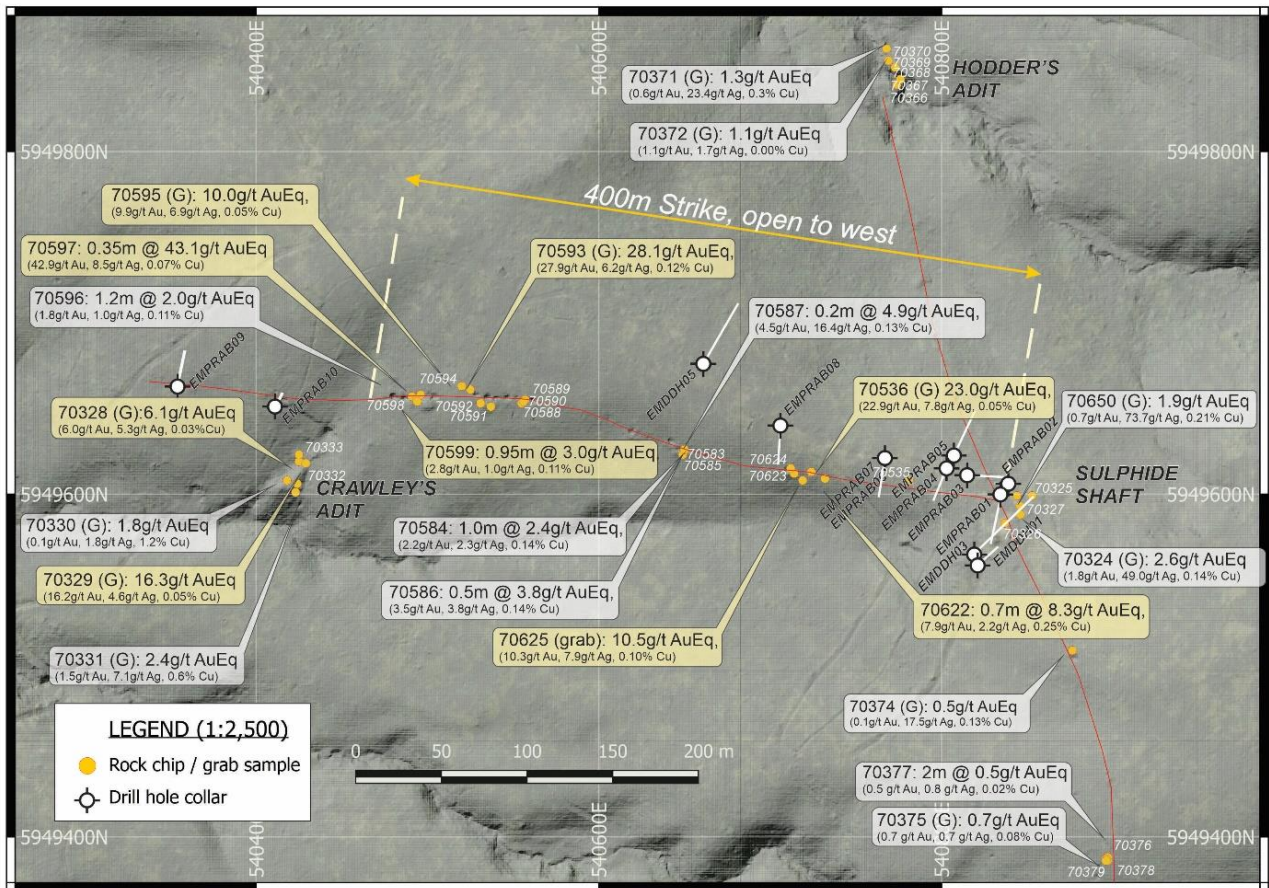 540400E
540600E
540800E
70371 (G): 1.3g/t AuEq
(0.6g/t Au, 23.4g/t Ag, 0.3% Cu)
70370
70369
70368
70367
70366
HODDER'S
ADIT
70372 (G): 1.1g/t AuEq
(1.1g/t Au, 1.7g/t Ag, 0.00% Cu)
5949800N
5949800N
400m Strike, open to west
70595 (G): 10.0g/t AuEq,
(9.9g/t Au, 6.9g/t Ag, 0.05% Cu)
70597: 0.35m @ 43.1g/t AuEq
(42.9g/t Au, 8.5g/t Ag, 0.07% Cu)
70593 (G): 28.1g/t AuEq,
(27.9g/t Au, 6.2g/t Ag, 0.12% Cu)
70596: 1.2m @ 2.0g/t AuEq
(1.8g/t Au, 1.0g/t Ag, 0.11% Cu)
70587: 0.2m @ 4.9g/t AuEq,
(4.5g/t Au, 16.4g/t Ag, 0.13% Cu)
EMPRAB09
EMPRAB10
70594
70598
70592
70591
70589
70590
70588
EMDDH05
EMPRAB08
70536 (G) 23.0g/t AuEq
(22.9g/t Au, 7.8g/t Ag, 0.05% Cu)
70650 (G): 1.9g/t AuEq
(0.7g/t Au, 73.7g/t Ag, 0.21% Cu)
70328 (G):6.1g/t AuEq
(6.0g/t Au, 5.3g/t Ag, 0.03%Cu)
70333
70332
CRAWLEY'S
ADIT
70599: 0.95m @ 3.0g/t AuEq
(2.8g/t Au, 1.0g/t Ag, 0.11% Cu)
70583
70585
70624
70623
EMPRAB07
70535
EMPRAB05
EMPRAB04
EMPRAB03
EMPRAB02
EMPRAB01
EMDDH03
70325
70327
70326
SULPHIDE
SHAFT
5949600N
5949600N
70330 (G): 1.8g/t AuEq
(0.1g/t Au, 1.8g/t Ag, 1.2% Cu)
70584: 1.0m @ 2.4g/t AuEq
(2.2g/t Au, 2.3g/t Ag, 0.14% Cu)
70324 (G): 2.6g/t AuEq
(1.8g/t Au, 49.0g/t Ag, 0.14% Cu)
70329 (G): 16.3g/t AuEq
(16.2g/t Au, 4.6g/t Ag, 0.05% Cu)
70586: 0.5m @ 3.8g/t AuEq,
(3.5g/t Au, 3.8g/t Ag, 0.14% Cu)
70622: 0.7m @ 8.3g/t AuEq,
(7.9g/t Au, 2.2g/t Ag, 0.25% Cu)
70625 (grab): 10.5g/t AuEq,
(10.3g/t Au, 7.9g/t Ag, 0.10% Cu)
70331 (G): 2.4g/t AuEq
(1.5g/t Au, 7.1g/t Ag, 0.6% Cu)
70374 (G): 0.5g/t AuEq
(0.1g/t Au, 17.5g/t Ag, 0.13% Cu)
LEGEND (1:2,500)
Rock chip / grab sample
Drill hole collar
0 50 100 150 200 m
70377: 2m @ 0.5g/t AuEq
(0.5 g/t Au, 0.8 g/t Ag, 0.02% Cu)
70375 (G): 0.7g/t AuEq
(0.7 g/t Au, 0.7 g/t Ag, 0.08% Cu)
70376
70379
70378
5949400N
5949400N
540400E
540600E